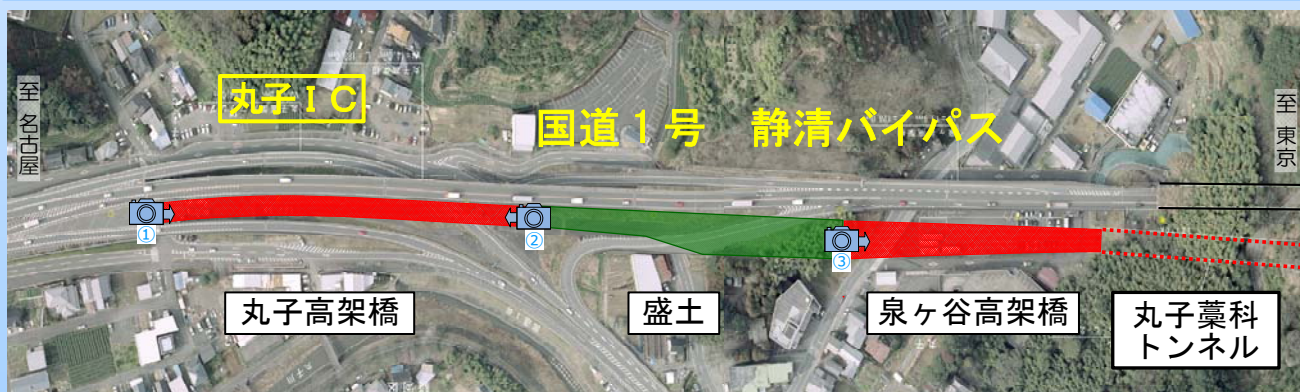 丸子IC
国道1号 静清バイパス
至 名古屋
至 東京
①
②
③
丸子高架橋
盛土
泉ヶ谷高架橋
丸子藁科
トンネル